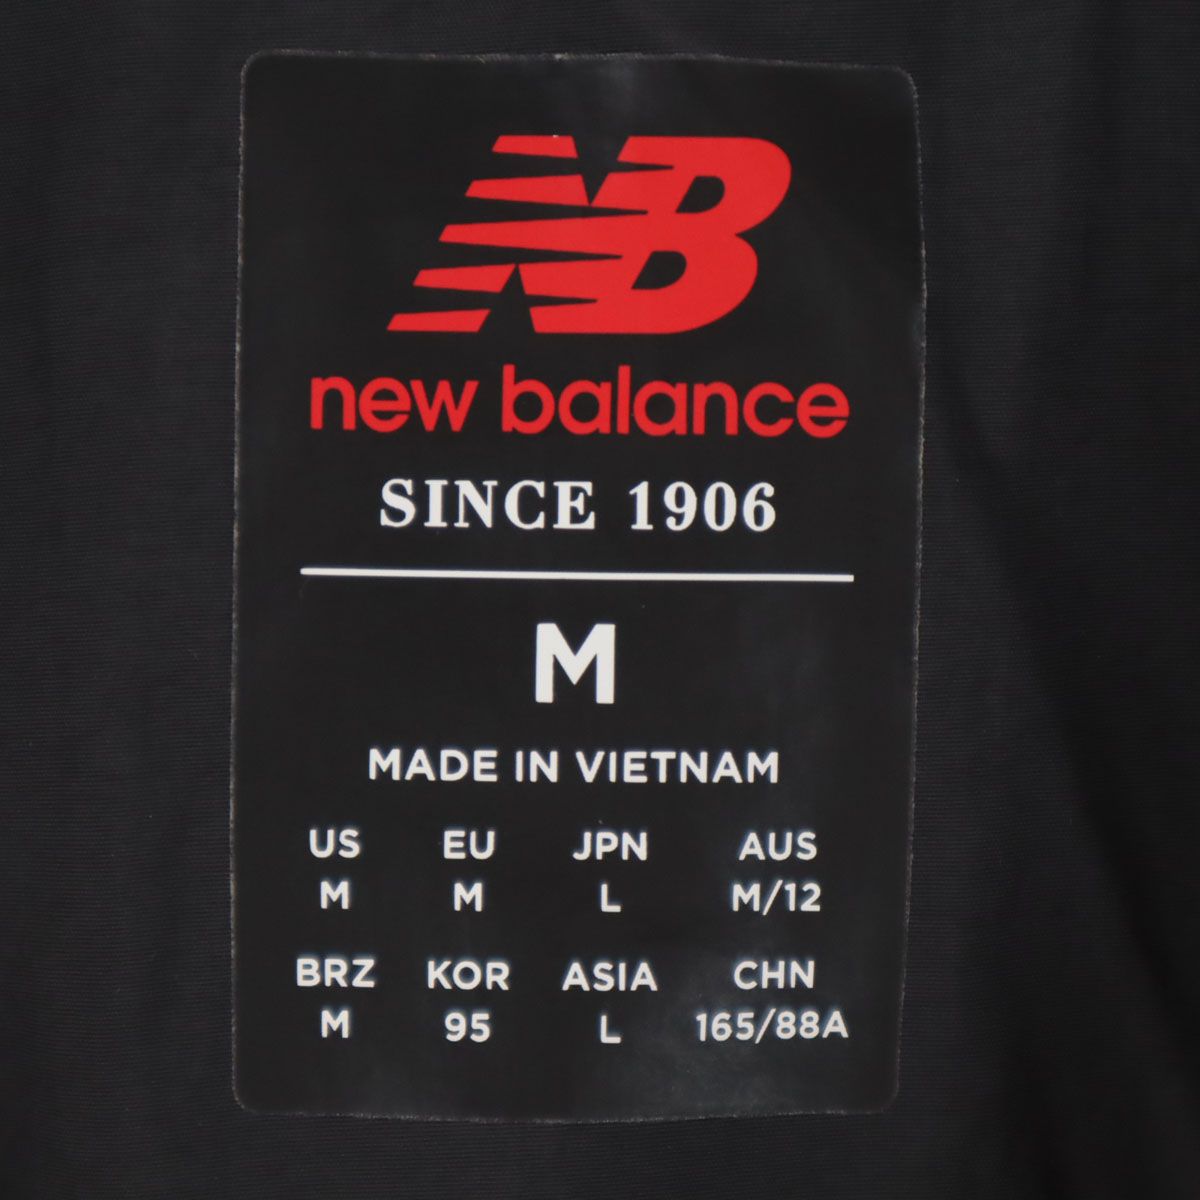 NB
new balance
SINCE 1906
M
MADE IN VIETNAM
US EU JPN AUS
M M L M/12
BRZ KOR ASIA CHN
M 95 L 165/88A